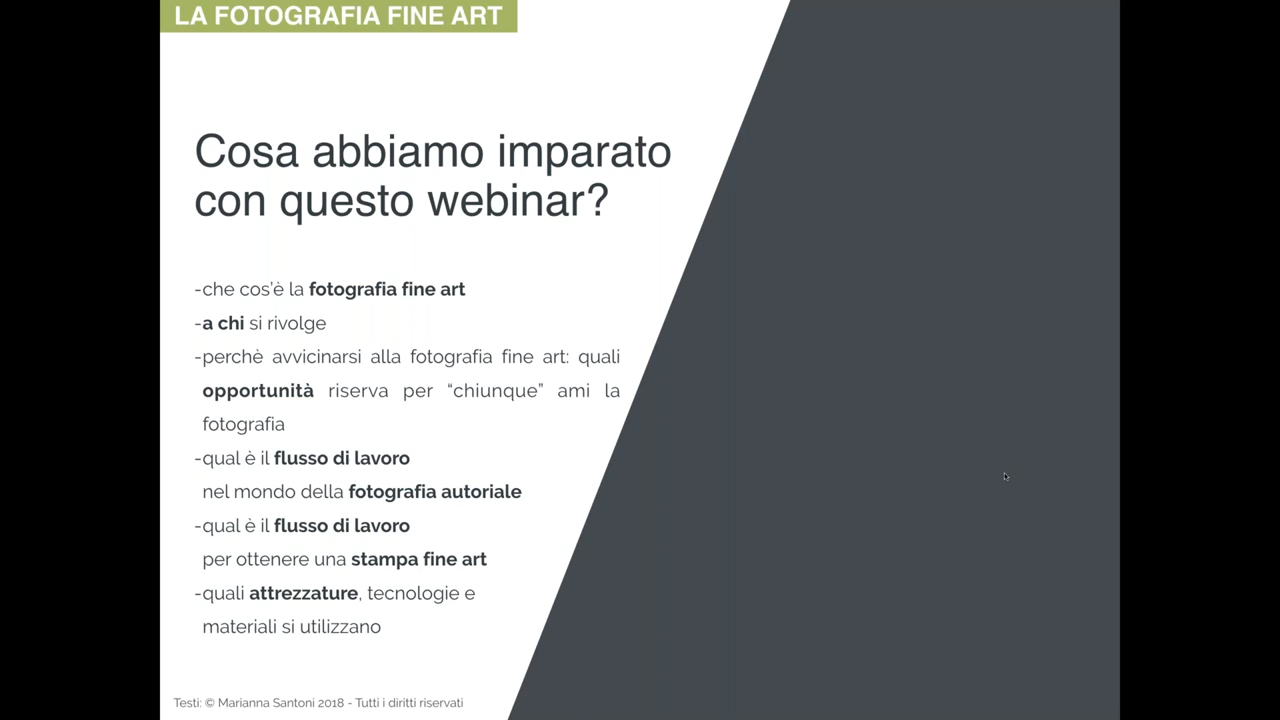 LA FOTOGRAFIA FINE ART
Cosa abbiamo imparato
con questo webinar?
-che cos'è la fotografia fine art
-a chi si rivolge
-perchè avvicinarsi alla fotografia fine art: quali
opportunità riserva per “chiunque” ami la
fotografia
-qual è il flusso di lavoro
nel mondo della fotografia autoriale
-qual è il flusso di lavoro
per ottenere una stampa fine art
-quali attrezzature, tecnologie e
materiali si utilizzano
Testi: © Marianna Santoni 2018 - Tutti i diritti riservati